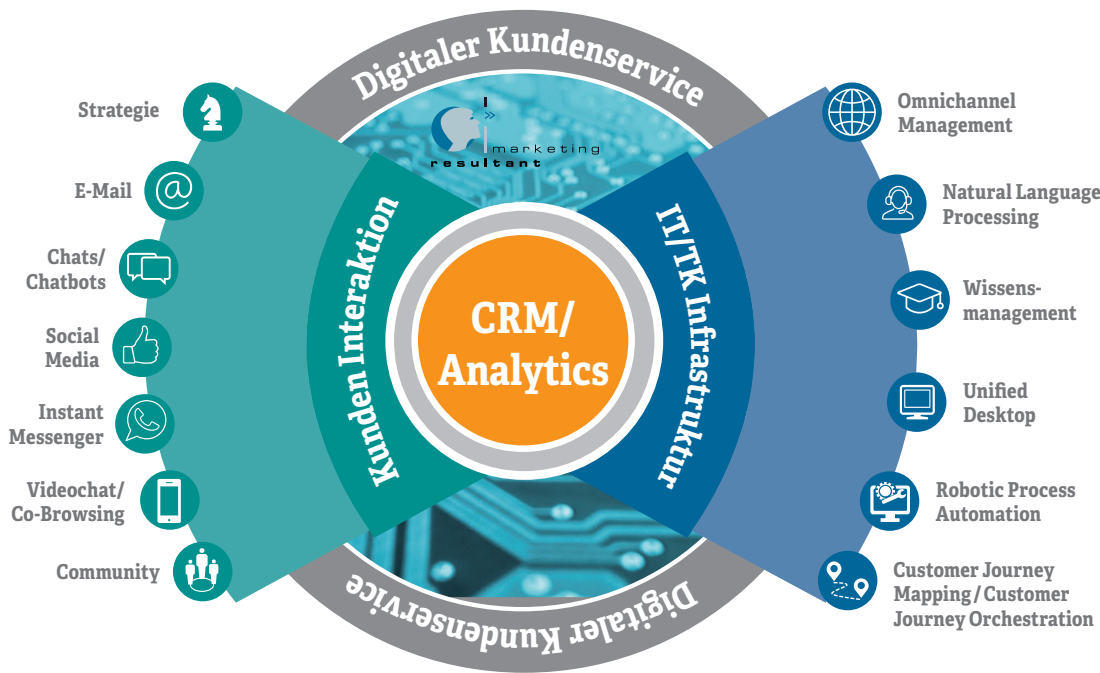 Digitaler Kundenservice
marketing
resultant
Strategie
E-Mail
Chats/
Chatbots
Social
Media
Instant
Messenger
Videochat/
Co-Browsing
Community
Kunden Interaktion
CRM/
Analytics
IT/TK Infrastruktur
Omnichannel
Management
Natural Language
Processing
Wissens-
management
Unified
Desktop
Robotic Process
Automation
Customer Journey
Mapping / Customer
Journey Orchestration
Digitaler Kundenservice